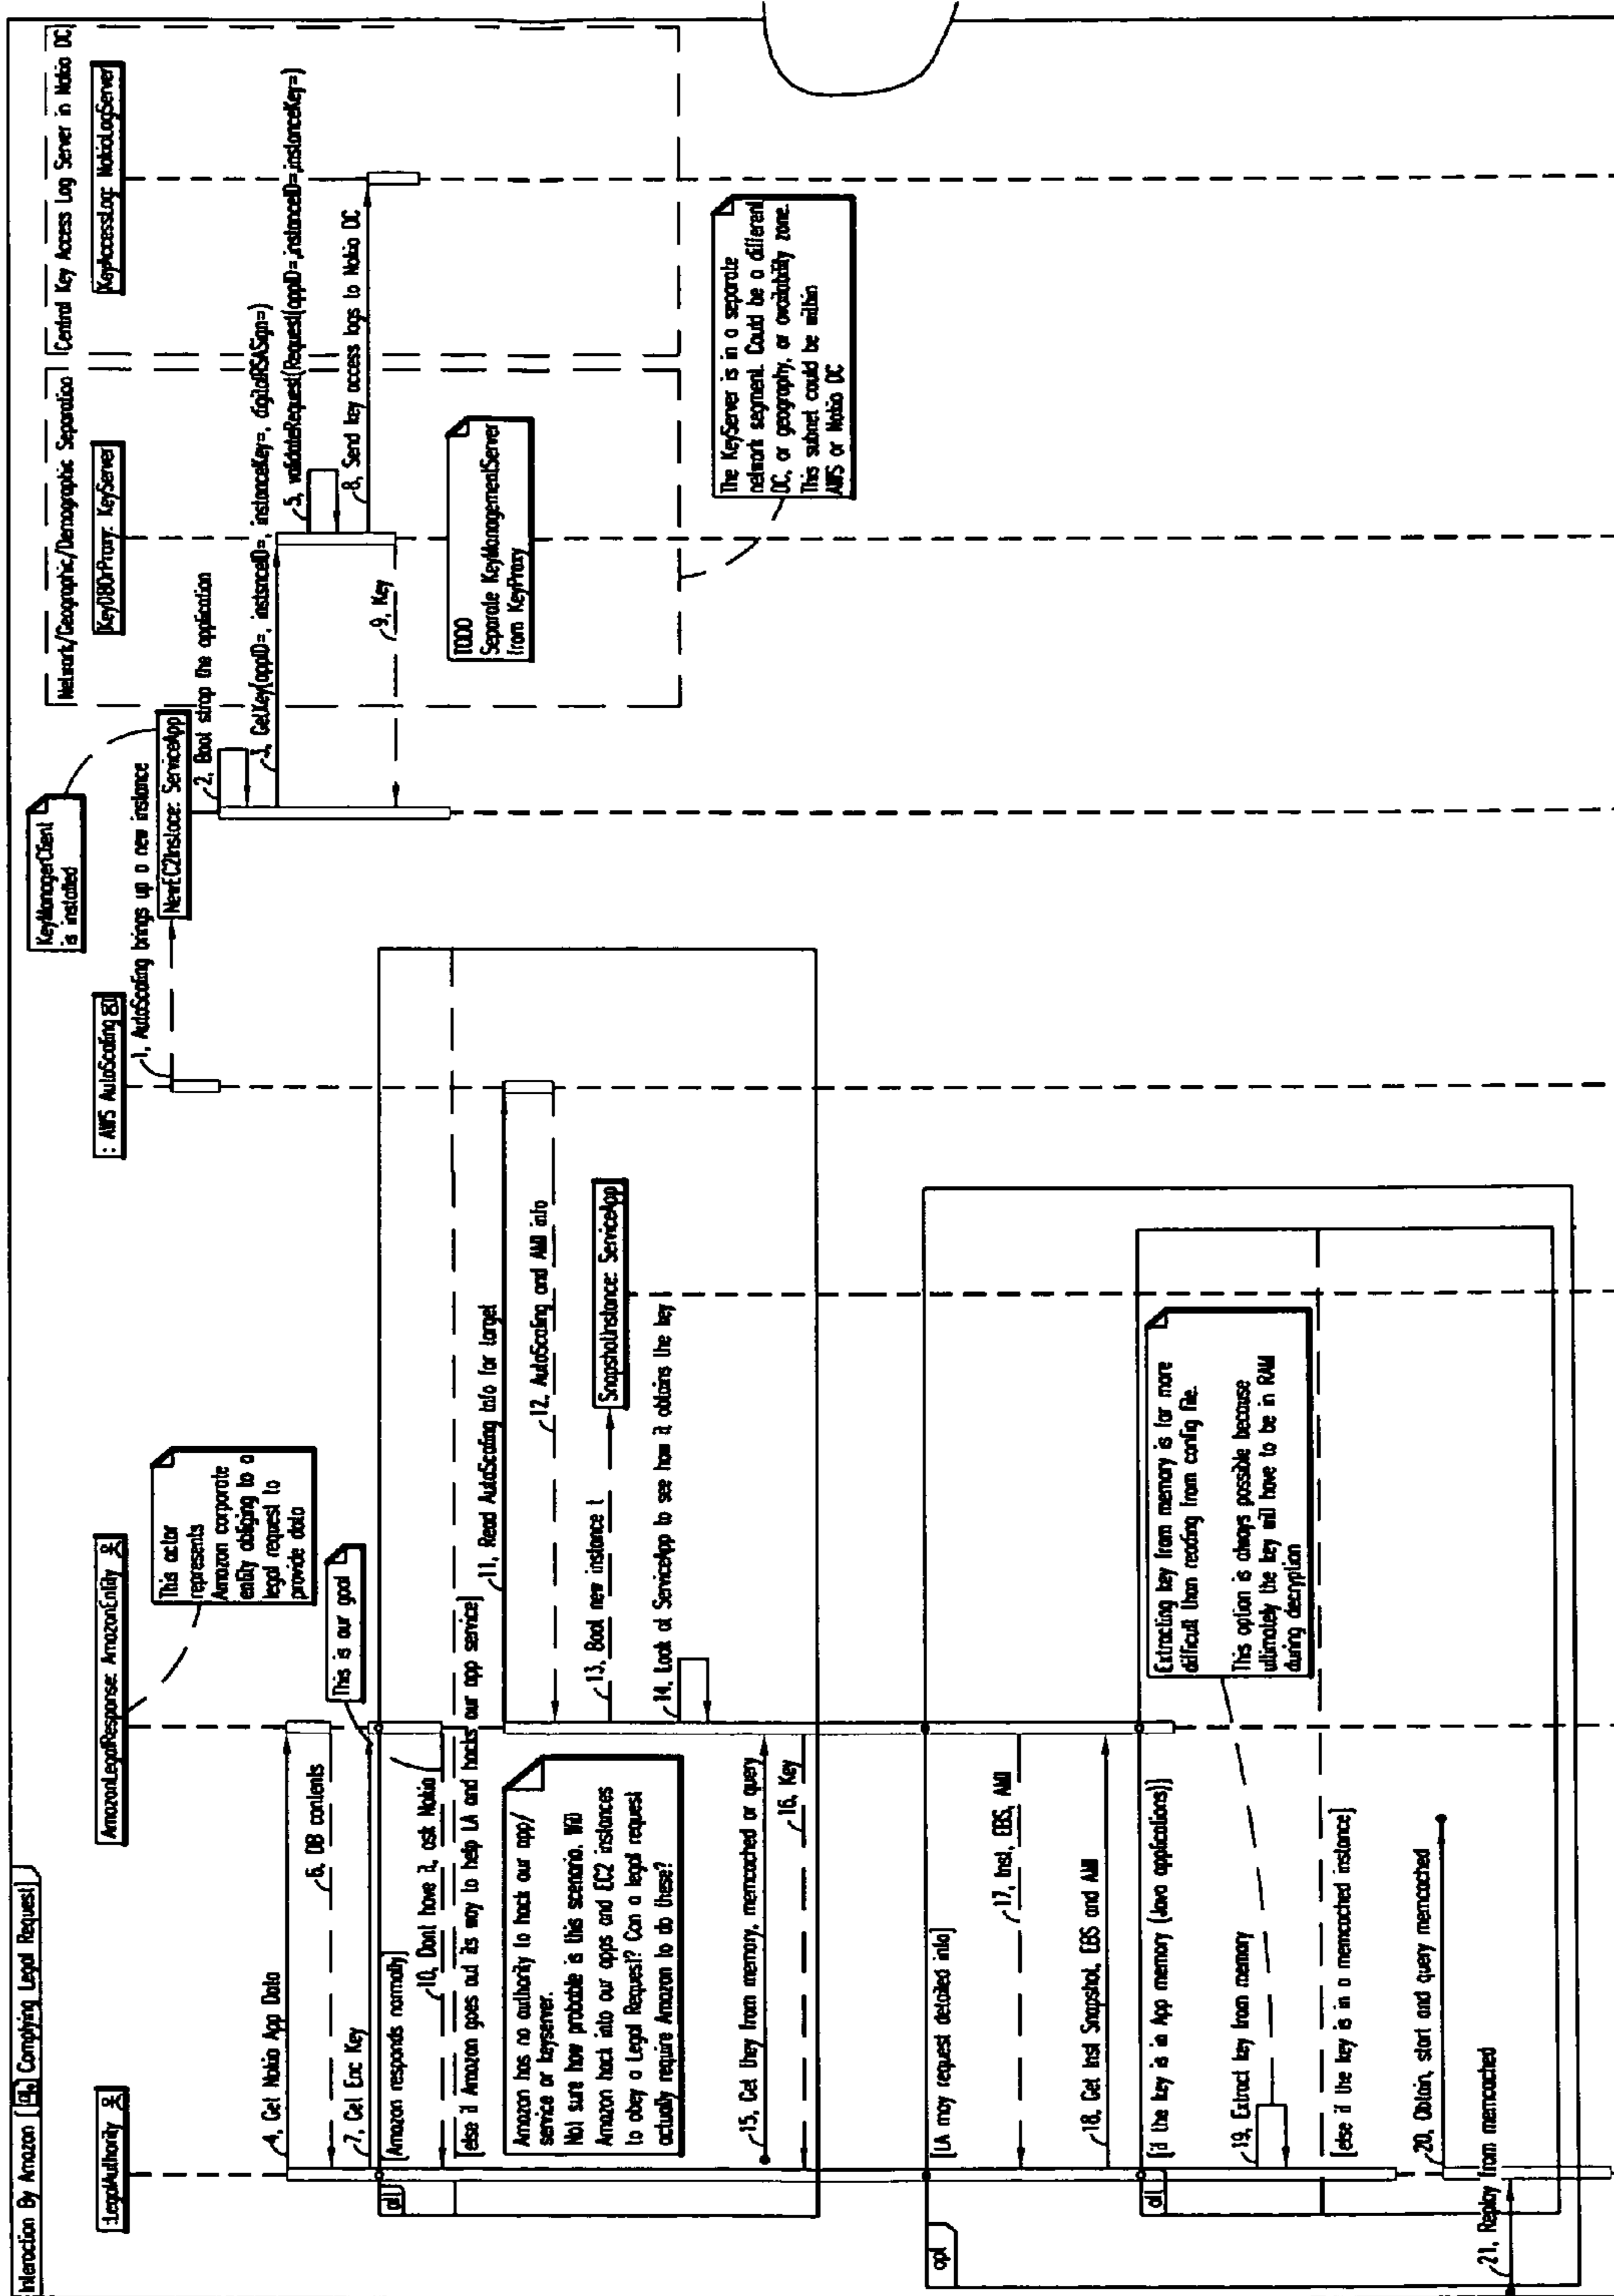 Interaction By Amazon [ Complying Legal Request]
:LegalAuthority
AmazonLegalResponse: AmazonEntity
: AWS AutoScaling
KeyManagerClient
is installed
Network/Geographic/Demographic Separation
Central Key Access Log Server in Nokia DC
KeyDBOrProxy: KeyServer
KeyAccessLog: NokiaLogServer
This actor
represents
Amazon corporate
entity obliging to a
legal request to
provide data
1, AutoScaling brings up a new instance
NewEC2Instace: ServiceApp
2, Boot strap the application
3, GetKey(appID=, instsnceID=, instanceKey=, digitalRSASign=)
4, Get Nokia App Data
5, validateRequest(Request(appID=,instanceID=,instanceKey=)
6, DB contents
This is our goal
7, Get Enc Key
8, Send key access logs to Nokia DC
9, Key
alt
[Amazon responds normally]
10, Dont have it, ask Nokia
[else if Amazon goes out its way to help LA and hacks our app service]
1000
Separate KeyManagementServer
from KeyProxy
11, Read AutoScaling Info for target
Amazon has no authority to hack our app/
service or keyserver.
Not sure how probable is this scenario. Will
Amazon hack into our apps and EC2 instances
to obey a Legal Request? Can a legal request
actually require Amazon to do these?
12, AutoScaling and AMI info
13, Boot new instance t
SnapshotInstance: ServiceApp
14, Look at ServiceApp to see how it obtains the key
The KeyServer is in a separate
network segment. Could be a different
DC, or geography, or availability zone.
This subnet could be within
AWS or Nokia DC
15, Get they from memory, memcached or query
16, Key
opt
[LA may request detailed info]
17, Inst, EBS, AMI
18, Get Inst Snapshot, EBS and AMI
alt
[if the key is in App memory (Java applications)]
Extracting key from memory is far more
difficult than reading from config file.
This option is always possible because
ultimately the key will have to be in RAM
during decryption
19, Extract key from memory
[else if the key is in a memcached instance]
20, Obtain, start and query memcached
21, Replay from memcached